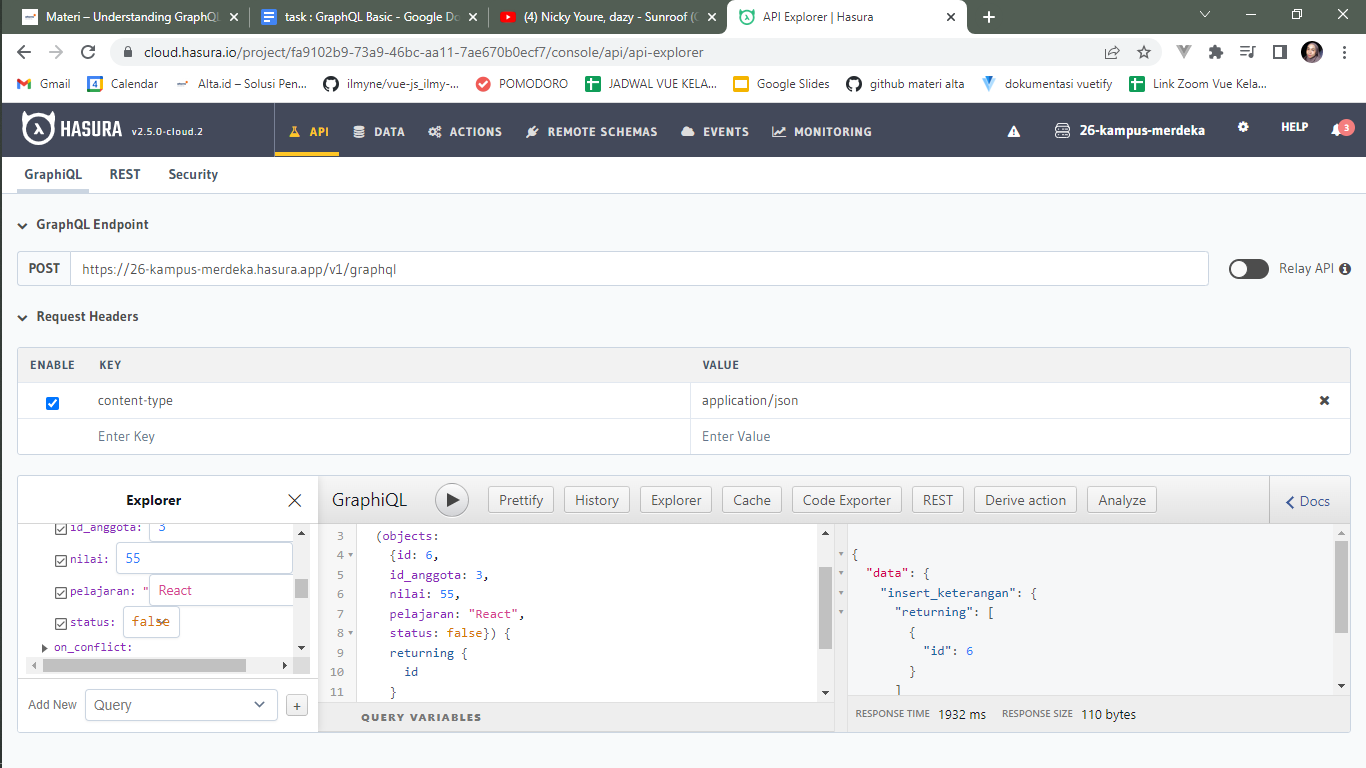 Materi – Understanding GraphQL
task : GraphQL Basic - Google Do
(4) Nicky Youre, dazy - Sunroof (
API Explorer | Hasura
cloud.hasura.io/project/fa9102b9-73a9-46bc-aa11-7ae670b0ecf7/console/api/api-explorer
Gmail
Calendar
Alta.id – Solusi Pen...
ilmyne/vue-js_ilmy-...
POMODORO
JADWAL VUE KELA...
Google Slides
github materi alta
dokumentasi vuetify
Link Zoom Vue Kela...
HASURA v2.5.0-cloud.2
API
DATA
ACTIONS
REMOTE SCHEMAS
EVENTS
MONITORING
26-kampus-merdeka
HELP
3
GraphiQL
REST
Security
GraphQL Endpoint
POST
https://26-kampus-merdeka.hasura.app/v1/graphql
Relay API
Request Headers
ENABLE KEY VALUE
content-type application/json
Enter Key Enter Value
Explorer
id_anggota: 3
nilai: 55
pelajaran: " React
status: false
on_conflict:
Add New Query +
GraphiQL
Prettify
History
Explorer
Cache
Code Exporter
REST
Derive action
Analyze
Docs
3 (objects:
4 {id: 6,
5 id_anggota: 3,
6 nilai: 55,
7 pelajaran: "React",
8 status: false}) {
9 returning {
10 id
11 }
QUERY VARIABLES
{
"data": {
"insert_keterangan": {
"returning": [
{
"id": 6
}
]
RESPONSE TIME 1932 ms RESPONSE SIZE 110 bytes